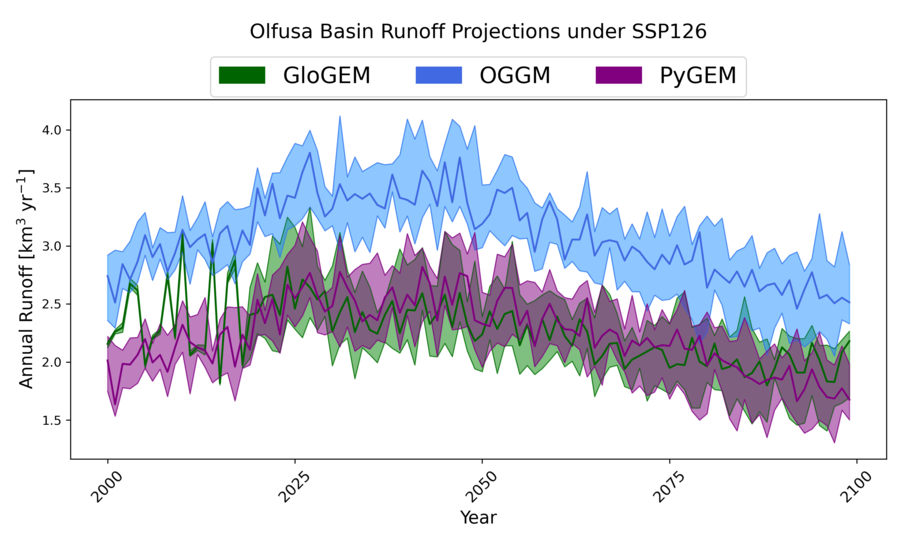 Olfusa Basin Runoff Projections under SSP126
GloGEM OGGM PyGEM
Annual Runoff [km³ yr⁻¹]
4.0
3.5
3.0
2.5
2.0
1.5
2000 2025 2050 2075 2100
Year